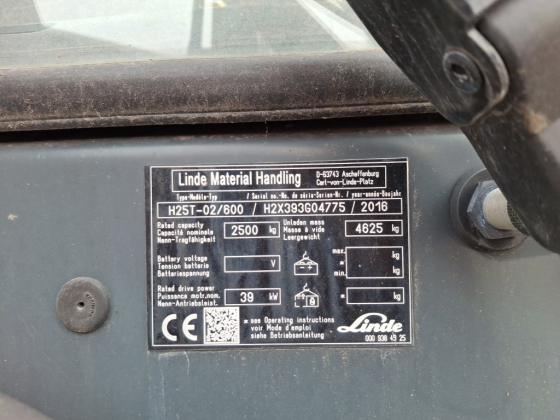 Linde Material Handling D-63743 Aschaffenburg
Carl-von-Linde-Platz
Type-Modèle-Typ / Serial no.-No. de série-Serien-Nr. / year-année-Baujahr
H25T-02/600 / H2X393G04775 / 2016
Rated capacity
Capacité nominale 2500 kg
Nenn-Tragfähigkeit
Unladen mass
Masse à vide 4625 kg
Leergewicht
Battery voltage
Tension batterie V
Batteriespannung
max.
* kg
min.
* kg
Rated drive power
Puissance motr.nom. 39 kW
Nenn-Antriebsleist.
* kg
CE
* see Operating instructions
voir Mode d'emploi
siehe Betriebsanleitung
Linde
000 936 49 25